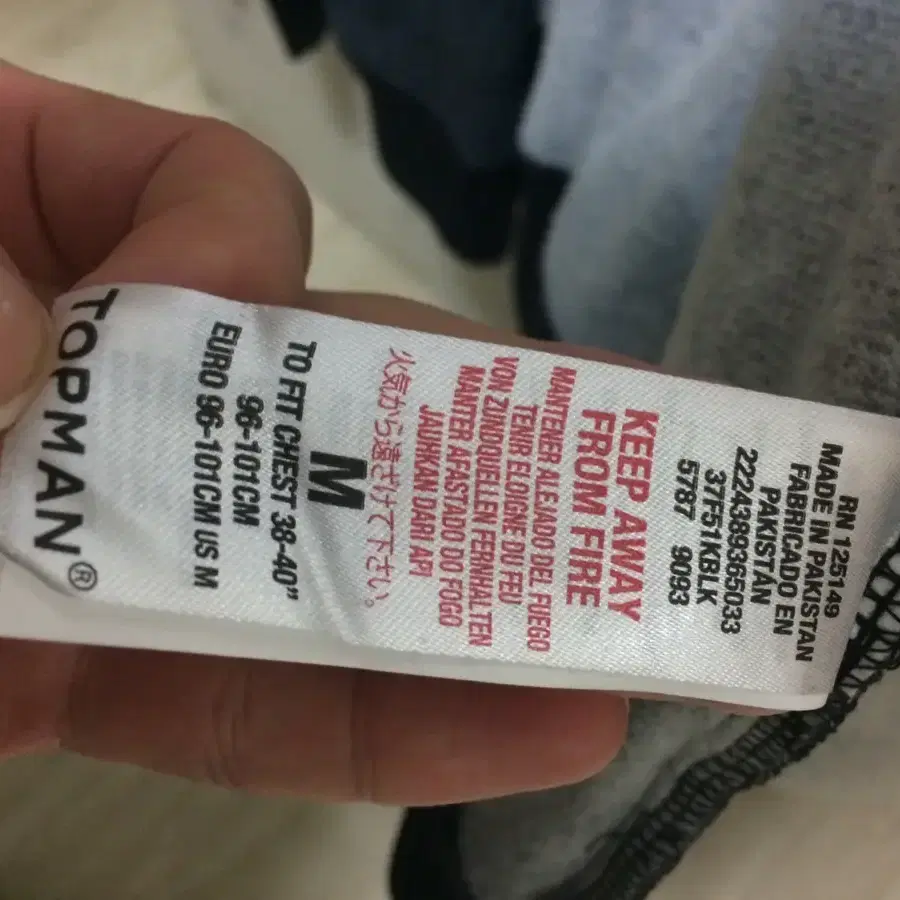 RN 125149
MADE IN PAKISTAN
FABRICADO EN
PAKISTÁN
2224389365033
37F51KBLK
5787 9093
KEEP AWAY
FROM FIRE
MANTENER ALEJADO DEL FUEGO
TENIR ELOIGNE DU FEU
VON ZINDQUELLEN FERNHALTEN
MANTER AFASTADO DO FOGO
JAUHKAN DARI API
火気から遠ざけて下さい。
M
TO FIT CHEST 38-40"
96-101CM
EURO 96-101CM US M
TOPMAN®